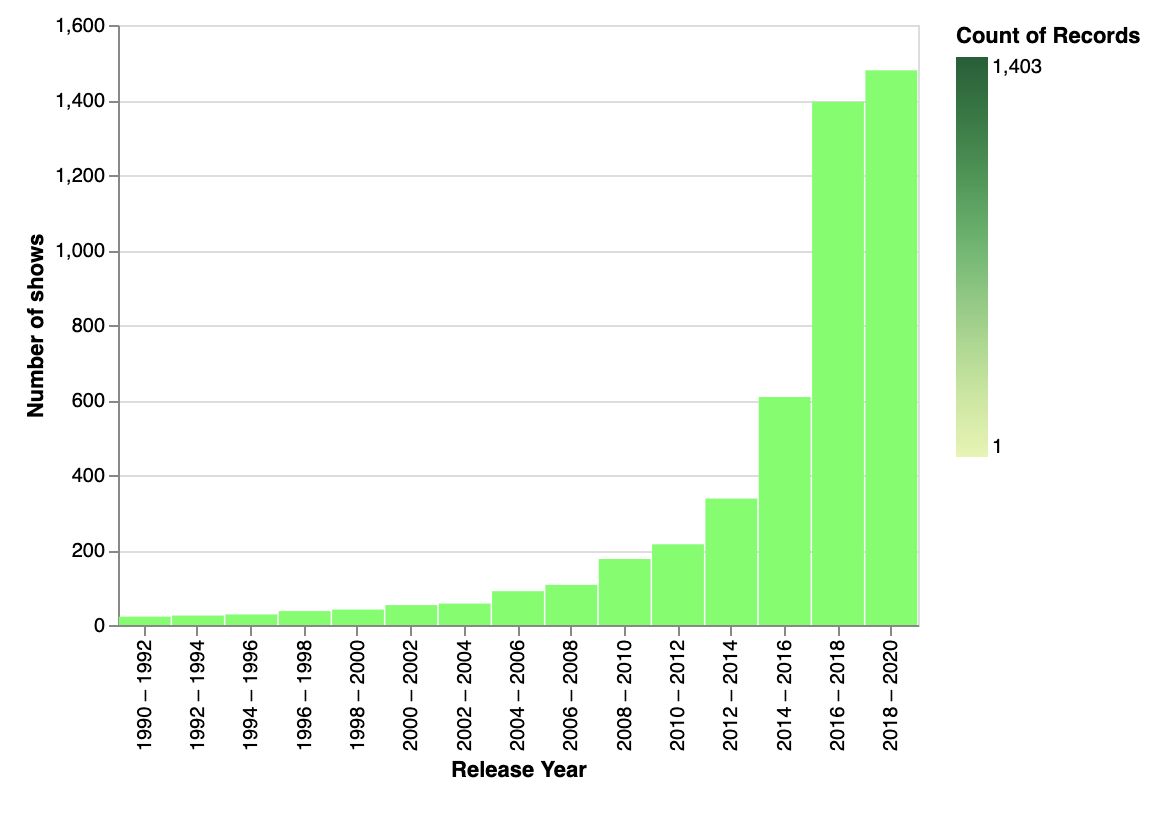 1,600
1,400
1,200
1,000
800
600
400
200
0
Number of shows
1990 – 1992
1992 – 1994
1994 – 1996
1996 – 1998
1998 – 2000
2000 – 2002
2002 – 2004
2004 – 2006
2006 – 2008
2008 – 2010
2010 – 2012
2012 – 2014
2014 – 2016
2016 – 2018
2018 – 2020
Release Year
Count of Records
1,403
1